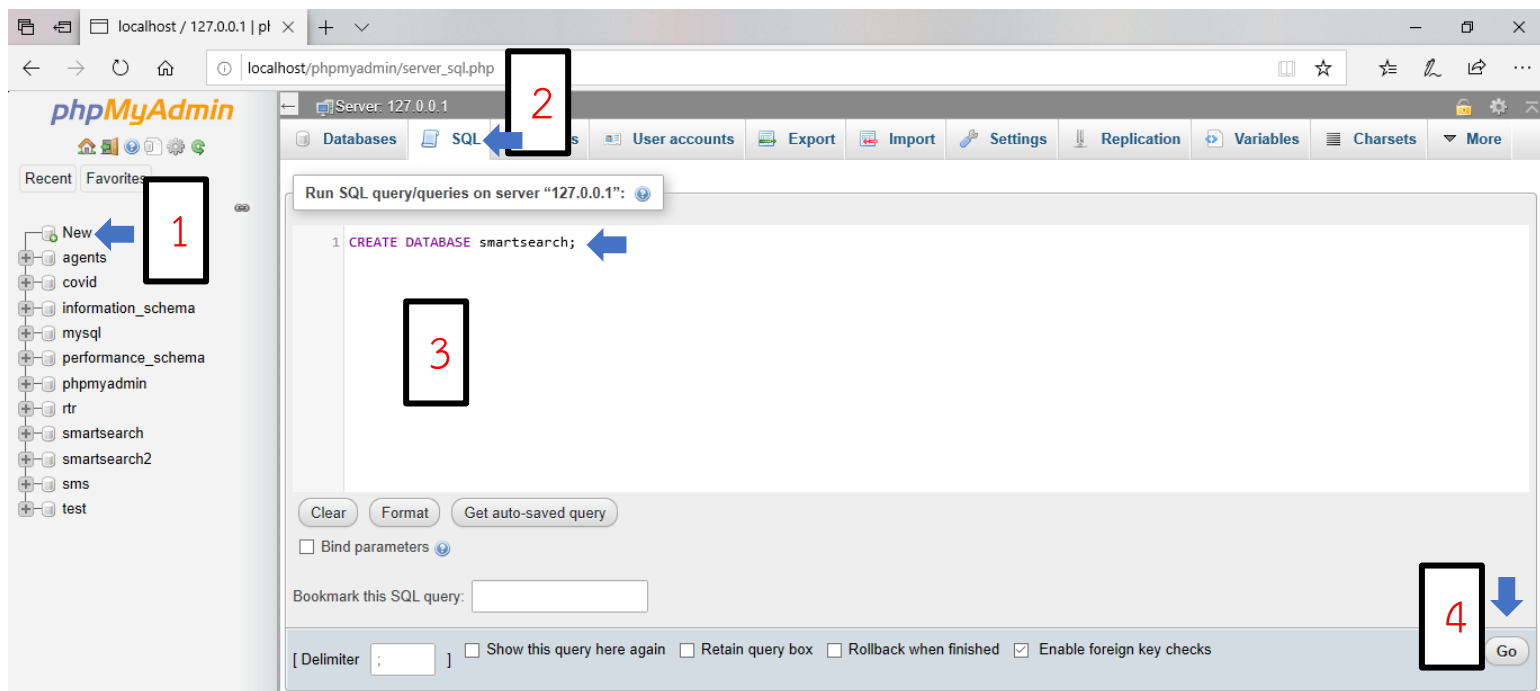 localhost / 127.0.0.1 | pl
localhost/phpmyadmin/server_sql.php
phpMyAdmin
Recent Favorites
New
1
agents
covid
information_schema
mysql
performance_schema
phpmyadmin
rtr
smartsearch
smartsearch2
sms
test
Server: 127.0.0.1
2
Databases SQL User accounts Export Import Settings Replication Variables Charsets More
Run SQL query/queries on server “127.0.0.1”:
1 CREATE DATABASE smartsearch;
3
Clear Format Get auto-saved query
Bind parameters
Bookmark this SQL query:
4
[ Delimiter ; ] Show this query here again Retain query box Rollback when finished Enable foreign key checks Go